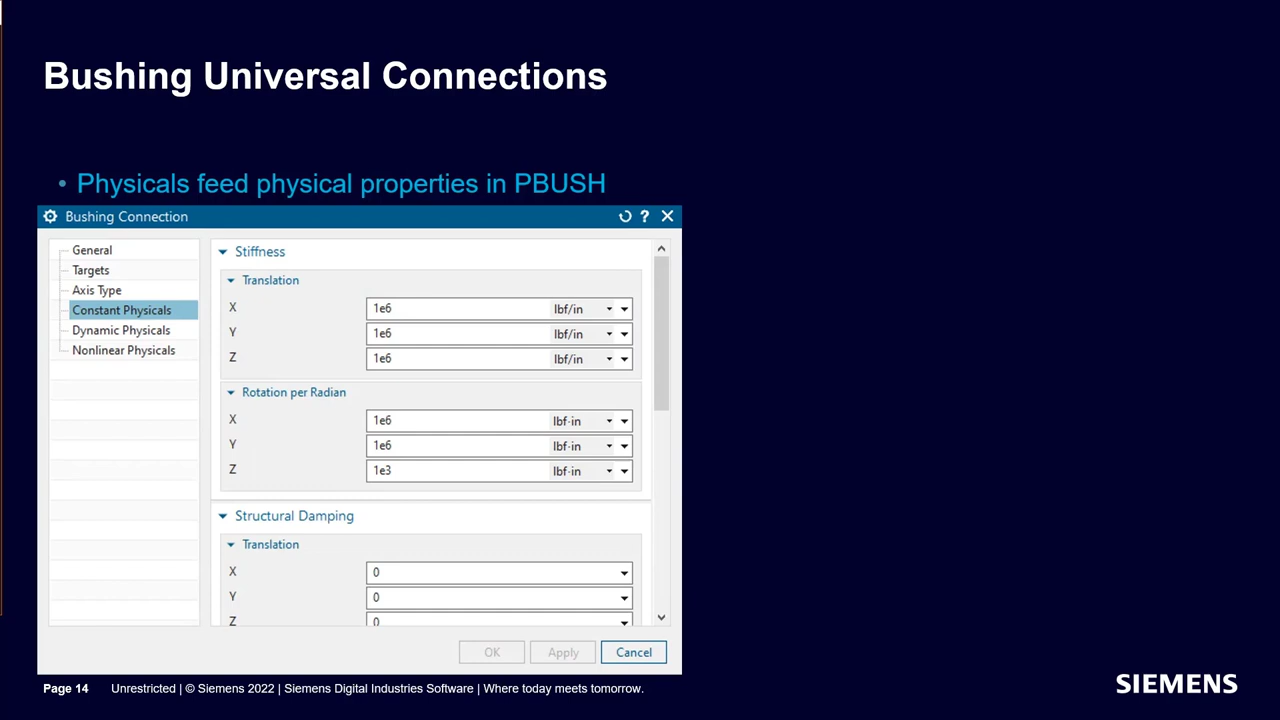 Bushing Universal Connections
• Physicals feed physical properties in PBUSH
Bushing Connection
General
Targets
Axis Type
Constant Physicals
Dynamic Physicals
Nonlinear Physicals
Stiffness
Translation
X 1e6 lbf/in
Y 1e6 lbf/in
Z 1e6 lbf/in
Rotation per Radian
X 1e6 lbf·in
Y 1e6 lbf·in
Z 1e3 lbf·in
Structural Damping
Translation
X 0
Y 0
Z 0
OK Apply Cancel
Page 14 Unrestricted | © Siemens 2022 | Siemens Digital Industries Software | Where today meets tomorrow.
SIEMENS